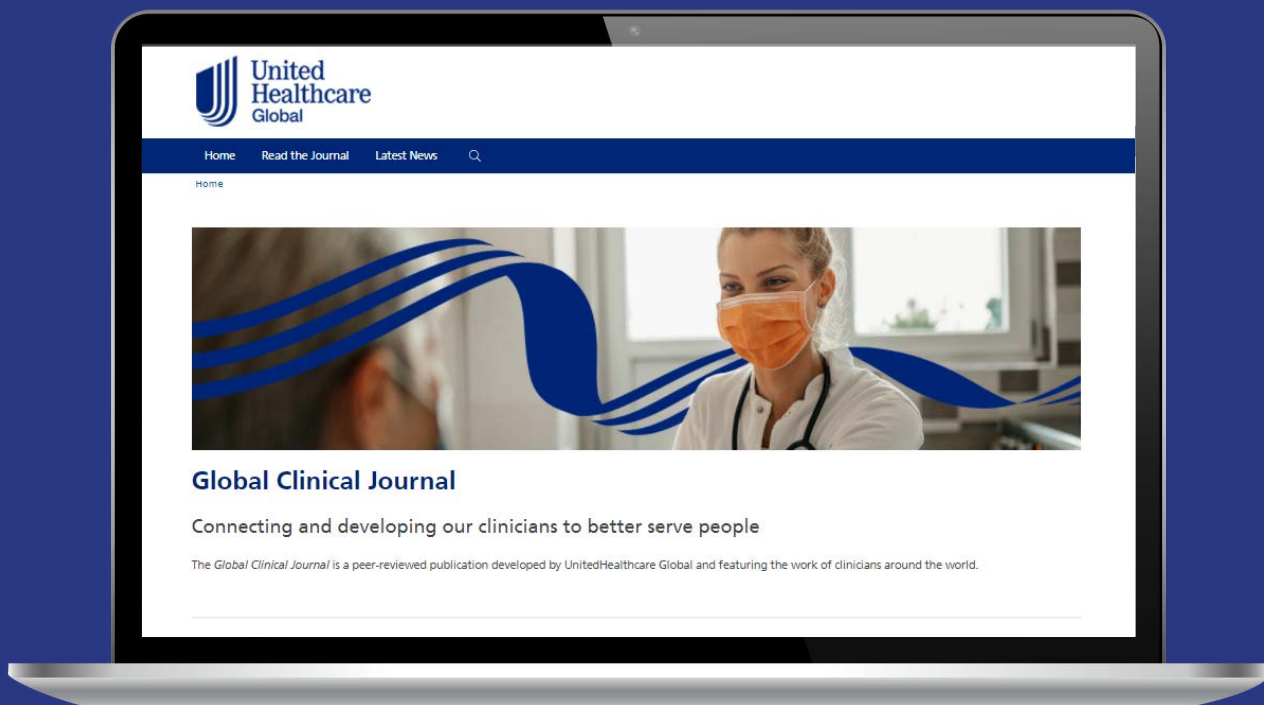 United
Healthcare
Global
Home Read the Journal Latest News
Home
Global Clinical Journal
Connecting and developing our clinicians to better serve people
The Global Clinical Journal is a peer-reviewed publication developed by UnitedHealthcare Global and featuring the work of clinicians around the world.